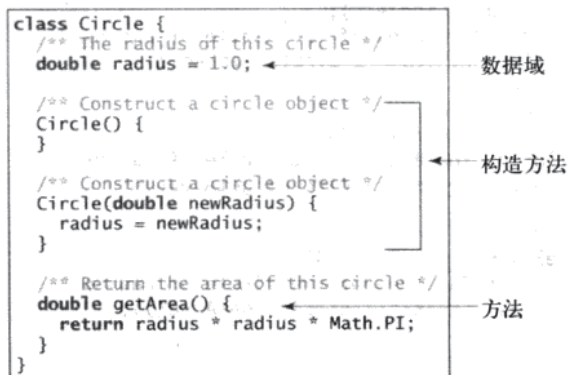 class Circle {
/** The radius of this circle */
double radius = 1.0;
数据域
/** Construct a circle object */
Circle() {
}
构造方法
/** Construct a circle object */
Circle(double newRadius) {
radius = newRadius;
}
/** Return the area of this circle */
double getArea() {
方法
return radius * radius * Math.PI;
}
}